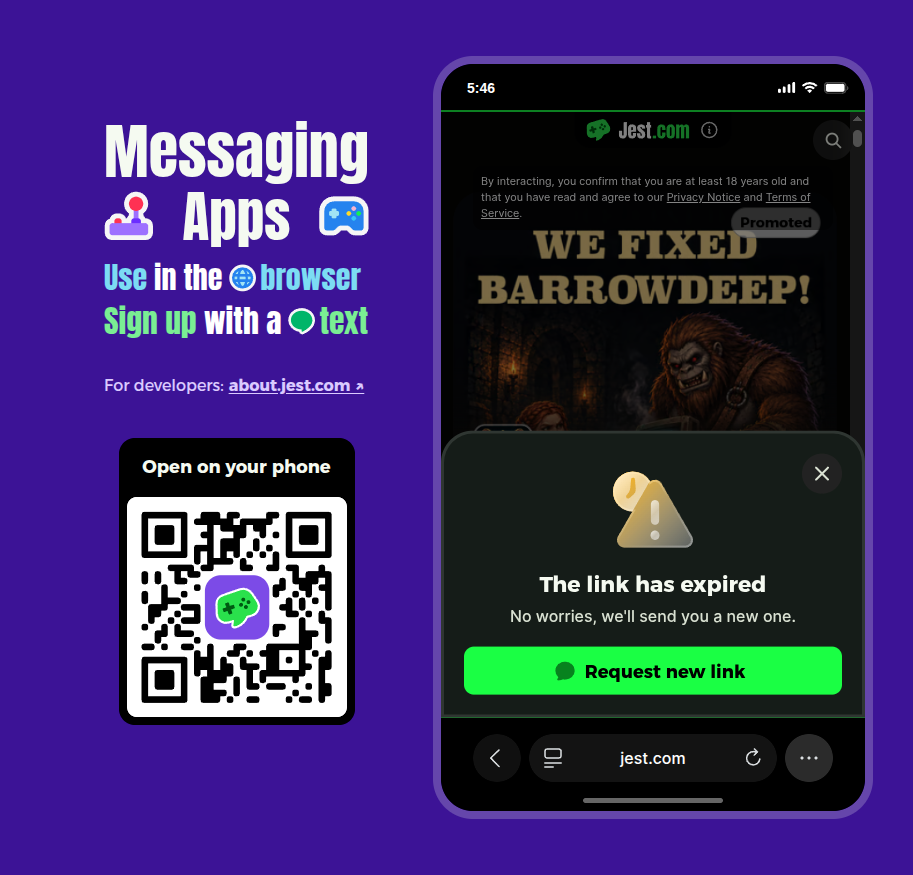 Messaging
Apps
Use in the browser
Sign up with a text
For developers: about.jest.com ↗
Open on your phone
5:46
Jest.com
By interacting, you confirm that you are at least 18 years old and
that you have read and agree to our Privacy Notice and Terms of
Service.
Promoted
WE FIXED
BARROWDEEP!
The link has expired
No worries, we'll send you a new one.
Request new link
jest.com